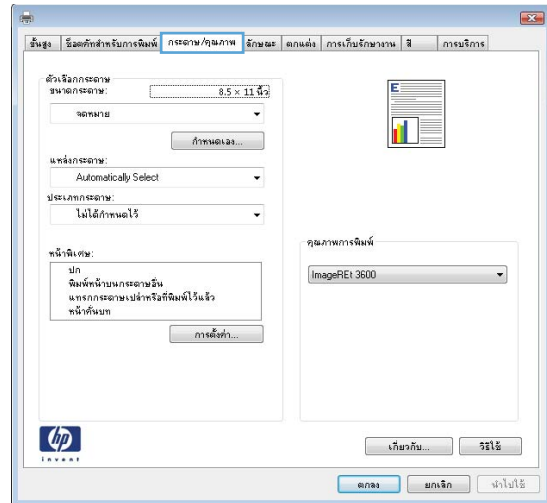 ขั้นสูง ช็อตคัทสำหรับการพิมพ์ กระดาษ/คุณภาพ ลักษณะ ตกแต่ง การเก็บรักษางาน สี การบริการ
ตัวเลือกกระดาษ
ขนาดกระดาษ: 8.5 × 11 นิ้ว
จดหมาย
กำหนดเอง...
แหล่งกระดาษ:
Automatically Select
ประเภทกระดาษ:
ไม่ได้กำหนดไว้
หน้าพิเศษ:
ปก
พิมพ์หน้าบนกระดาษอื่น
แทรกกระดาษเปล่าหรือที่พิมพ์ไว้แล้ว
หน้าคั่นบท
การตั้งค่า...
E
คุณภาพการพิมพ์
ImageREt 3600
hp
invent
เกี่ยวกับ... วิธีใช้
ตกลง ยกเลิก นำไปใช้